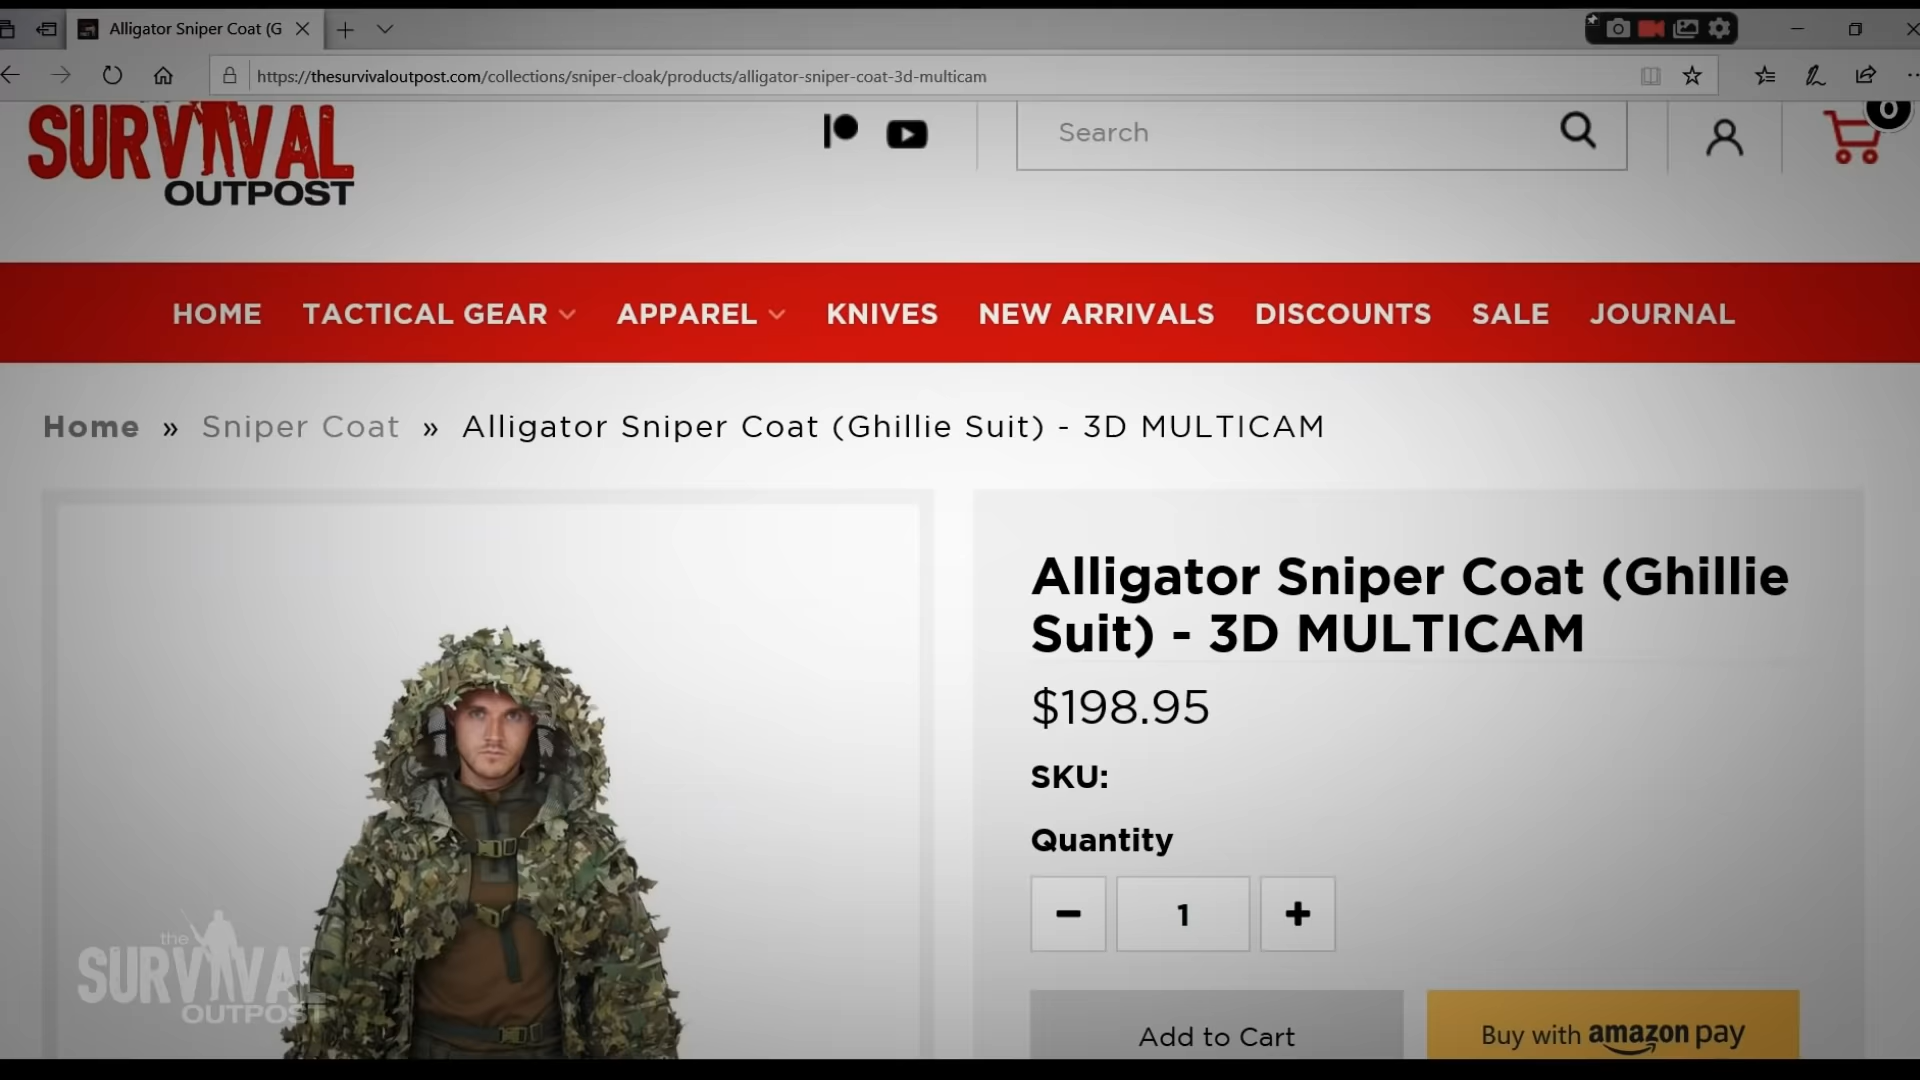 Alligator Sniper Coat (G
https://thesurvivaloutpost.com/collections/sniper-cloak/products/alligator-sniper-coat-3d-multicam
SURVIVAL
OUTPOST
Search
0
HOME TACTICAL GEAR APPAREL KNIVES NEW ARRIVALS DISCOUNTS SALE JOURNAL
Home » Sniper Coat » Alligator Sniper Coat (Ghillie Suit) - 3D MULTICAM
Alligator Sniper Coat (Ghillie
Suit) - 3D MULTICAM
$198.95
SKU:
Quantity
− 1 +
Add to Cart
Buy with amazon pay
the
SURVIVAL
OUTPOST